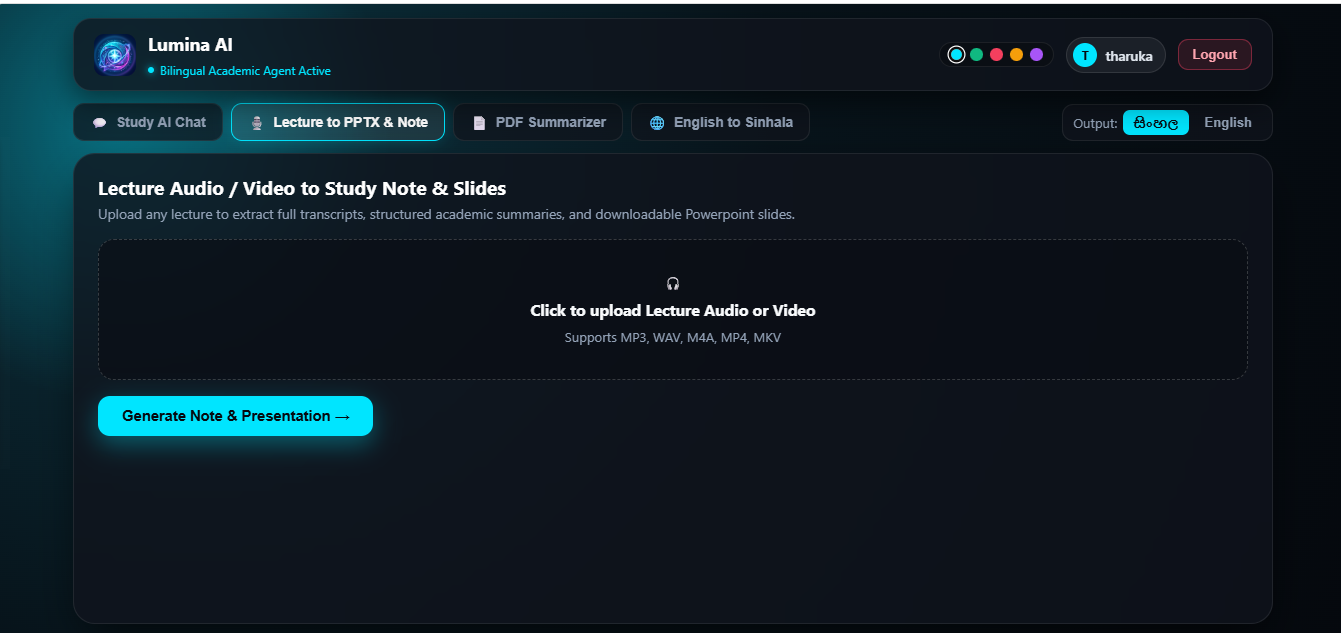 Lumina AI
Bilingual Academic Agent Active
T tharuka
Logout
Study AI Chat
Lecture to PPTX & Note
PDF Summarizer
English to Sinhala
Output: සිංහල English
Lecture Audio / Video to Study Note & Slides
Upload any lecture to extract full transcripts, structured academic summaries, and downloadable Powerpoint slides.
Click to upload Lecture Audio or Video
Supports MP3, WAV, M4A, MP4, MKV
Generate Note & Presentation →